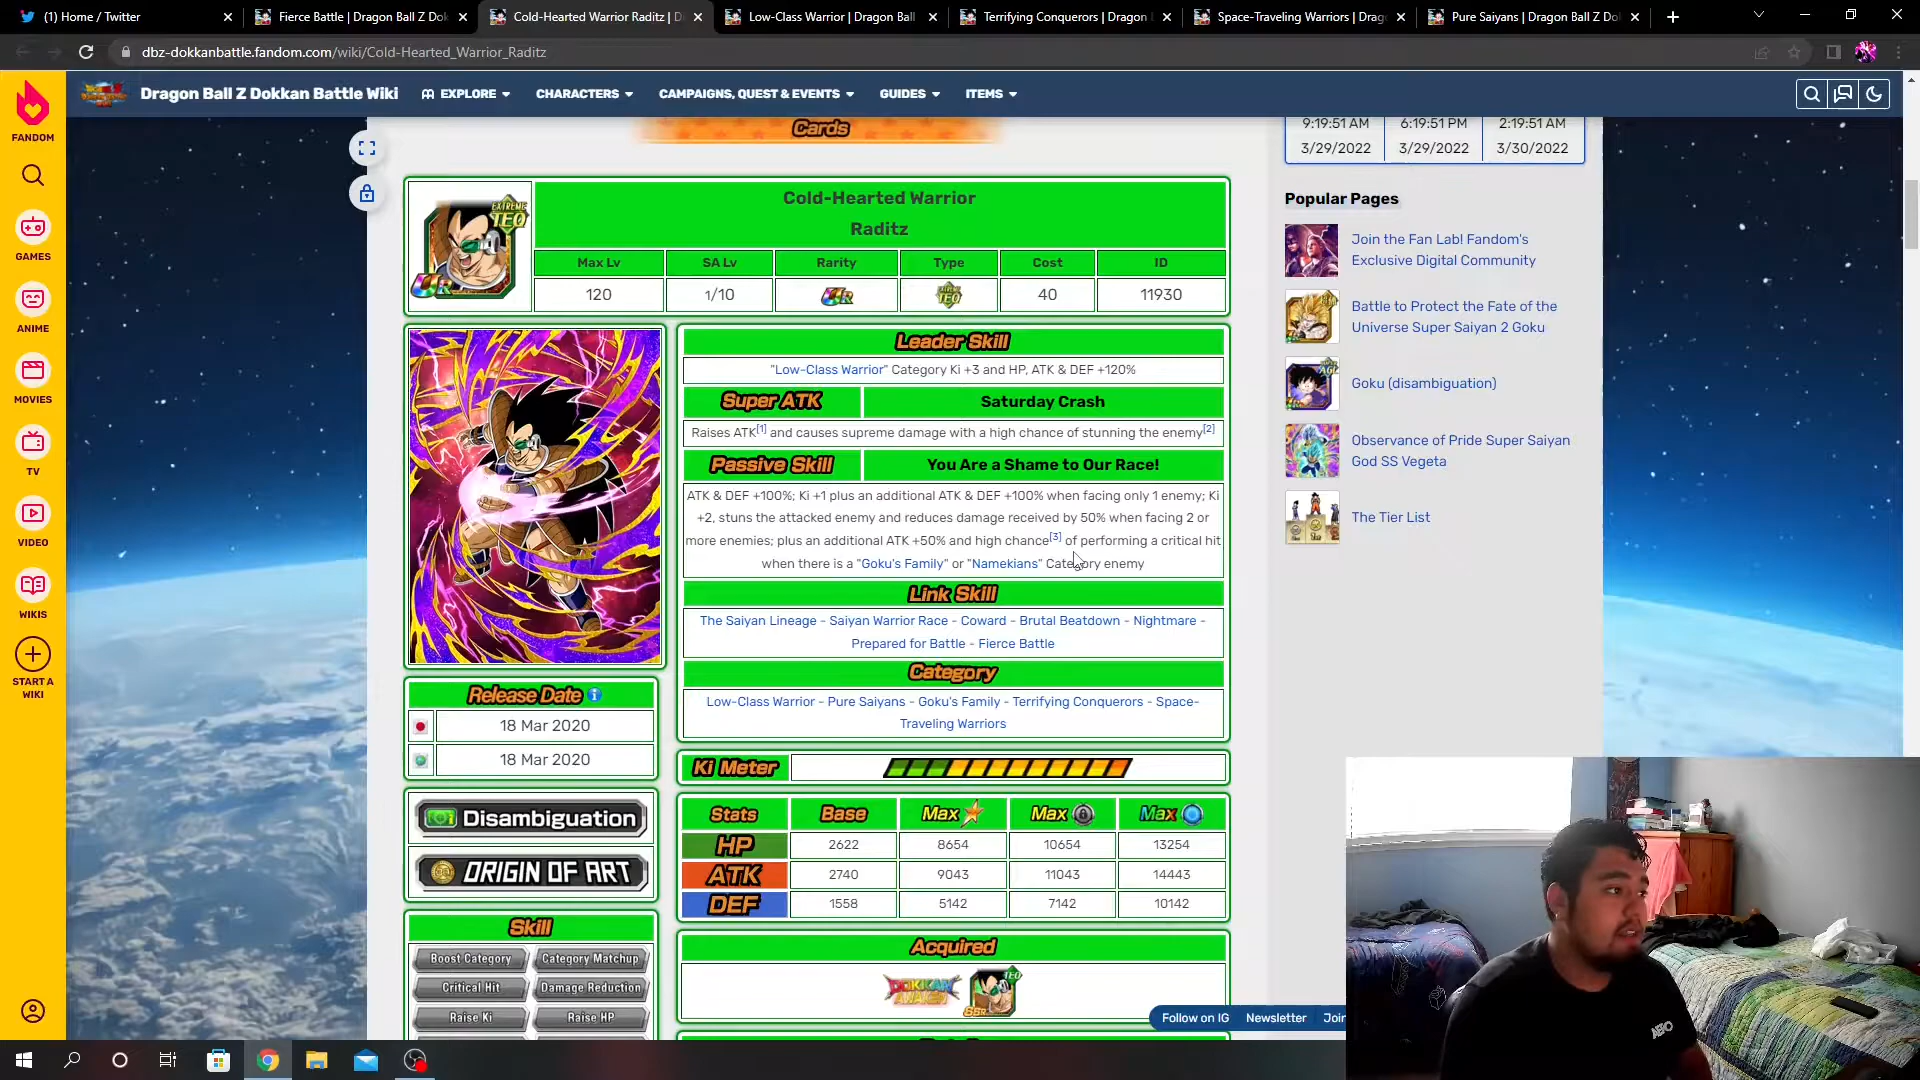 (1) Home / Twitter
Fierce Battle | Dragon Ball Z Dok
Cold-Hearted Warrior Raditz | D
Low-Class Warrior | Dragon Ball
Terrifying Conquerors | Dragon
Space-Traveling Warriors | Drag
Pure Saiyans | Dragon Ball Z Do
dbz-dokkanbattle.fandom.com/wiki/Cold-Hearted_Warrior_Raditz
Dragon Ball Z Dokkan Battle Wiki
EXPLORE
CHARACTERS
CAMPAIGNS, QUEST & EVENTS
GUIDES
ITEMS
FANDOM
GAMES
ANIME
MOVIES
TV
VIDEO
WIKIS
START A
WIKI
Cards
9:19:51 AM 6:19:51 PM 2:19:51 AM
3/29/2022 3/29/2022 3/30/2022
EXTREME
TEQ
UR
Cold-Hearted Warrior
Raditz
Max Lv SA Lv Rarity Type Cost ID
120 1/10 UR EXTREME TEQ 40 11930
Leader Skill
"Low-Class Warrior" Category Ki +3 and HP, ATK & DEF +120%
Super ATK Saturday Crash
Raises ATK[1] and causes supreme damage with a high chance of stunning the enemy[2]
Passive Skill You Are a Shame to Our Race!
ATK & DEF +100%; Ki +1 plus an additional ATK & DEF +100% when facing only 1 enemy; Ki
+2, stuns the attacked enemy and reduces damage received by 50% when facing 2 or
more enemies; plus an additional ATK +50% and high chance[3] of performing a critical hit
when there is a "Goku's Family" or "Namekians" Category enemy
Link Skill
The Saiyan Lineage - Saiyan Warrior Race - Coward - Brutal Beatdown - Nightmare -
Prepared for Battle - Fierce Battle
Category
Low-Class Warrior - Pure Saiyans - Goku's Family - Terrifying Conquerors - Space-
Traveling Warriors
Ki Meter
Stats Base Max Max Max
HP 2622 8654 10654 13254
ATK 2740 9043 11043 14443
DEF 1558 5142 7142 10142
Acquired
DOKKAN
AWAKEN
TEQ
SSR
Release Date
18 Mar 2020
18 Mar 2020
Disambiguation
ORIGIN OF ART
Skill
Boost Category Category Matchup
Critical Hit Damage Reduction
Raise Ki Raise HP
Popular Pages
Join the Fan Lab! Fandom's
Exclusive Digital Community
Battle to Protect the Fate of the
Universe Super Saiyan 2 Goku
Goku (disambiguation)
Observance of Pride Super Saiyan
God SS Vegeta
The Tier List
Follow on IG Newsletter Join